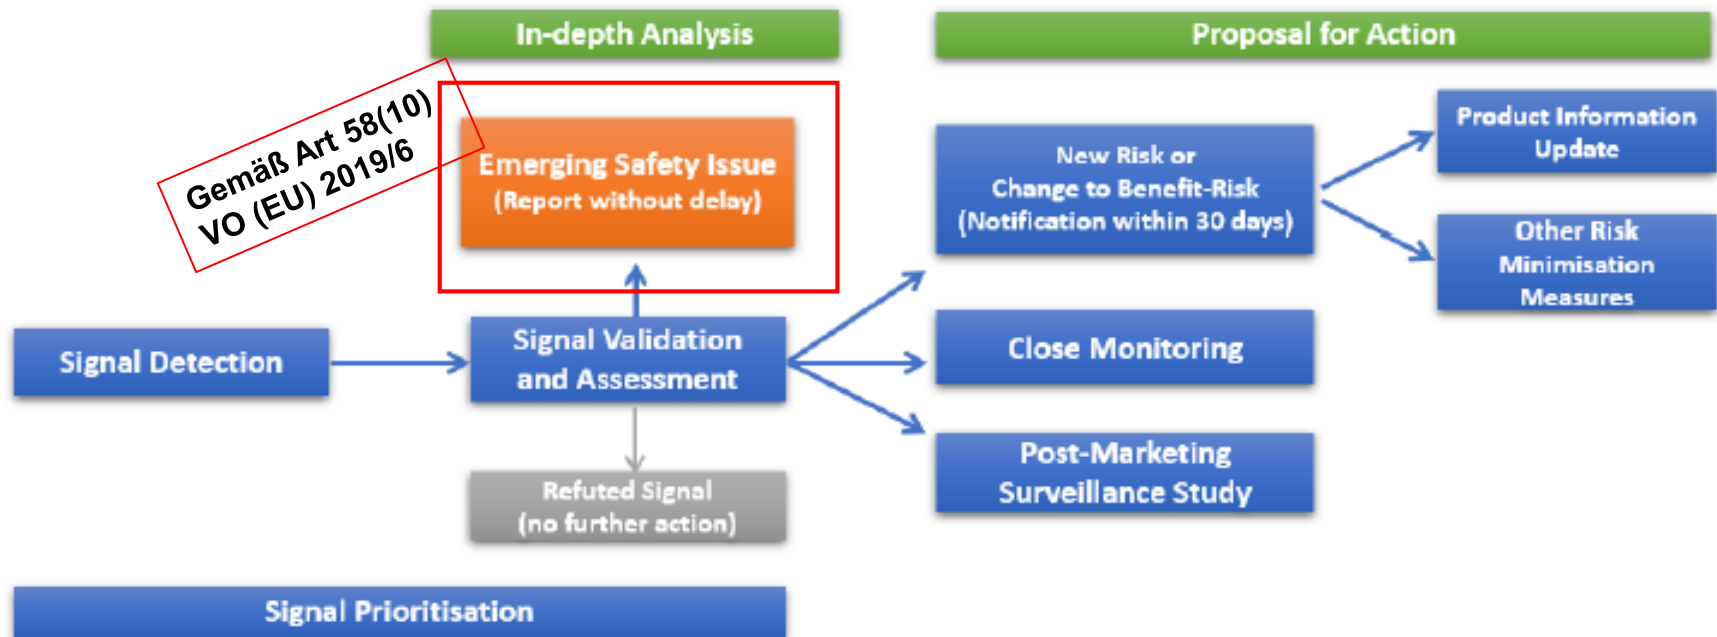 In-depth Analysis
Proposal for Action
Gemäß Art 58(10)
VO (EU) 2019/6
Emerging Safety Issue
(Report without delay)
New Risk or
Change to Benefit-Risk
(Notification within 30 days)
Product Information
Update
Other Risk
Minimisation
Measures
Signal Detection
Signal Validation
and Assessment
Close Monitoring
Refuted Signal
(no further action)
Post-Marketing
Surveillance Study
Signal Prioritisation